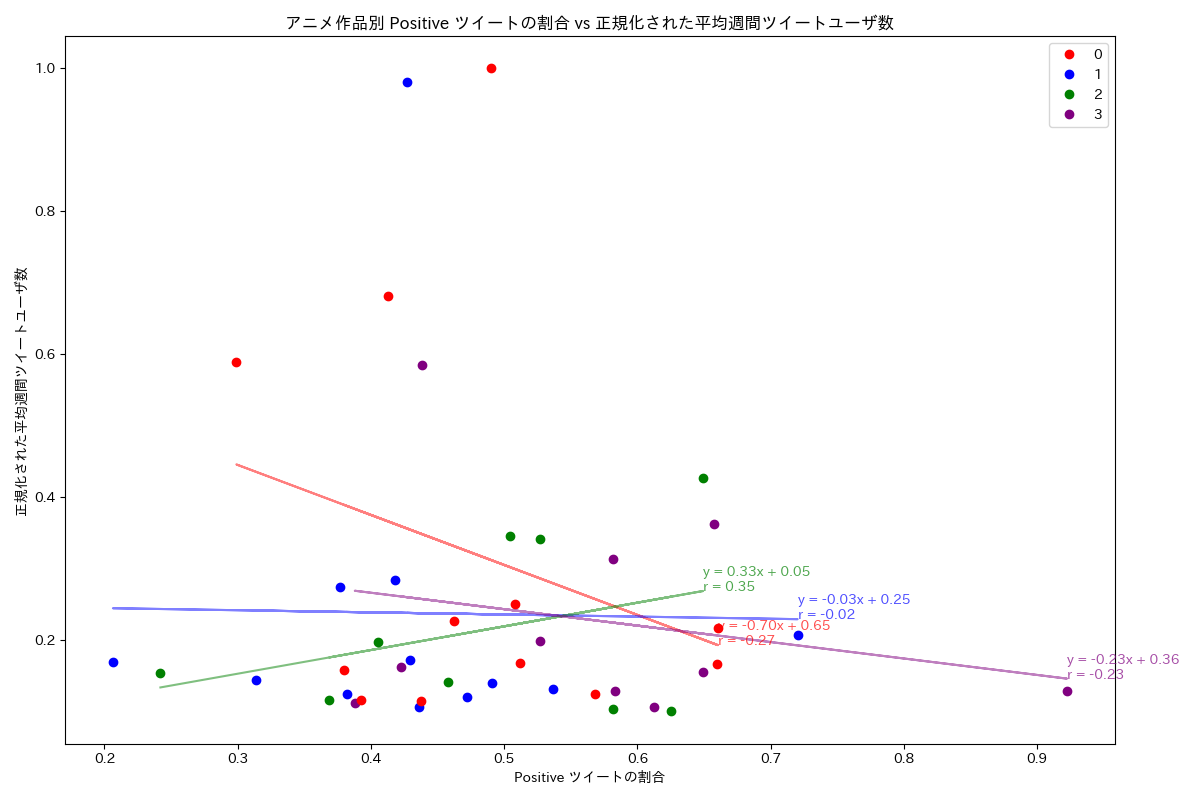 アニメ作品別 Positive ツイートの割合 vs 正規化された平均週間ツイートユーザ数
0
1
2
3
正規化された平均週間ツイートユーザ数
1.0
0.8
0.6
0.4
0.2
y = 0.33x + 0.05
r = 0.35
y = -0.03x + 0.25
r = -0.02
y = -0.70x + 0.65
r = -0.27
y = -0.23x + 0.36
r = -0.23
0.2
0.3
0.4
0.5
0.6
0.7
0.8
0.9
Positive ツイートの割合